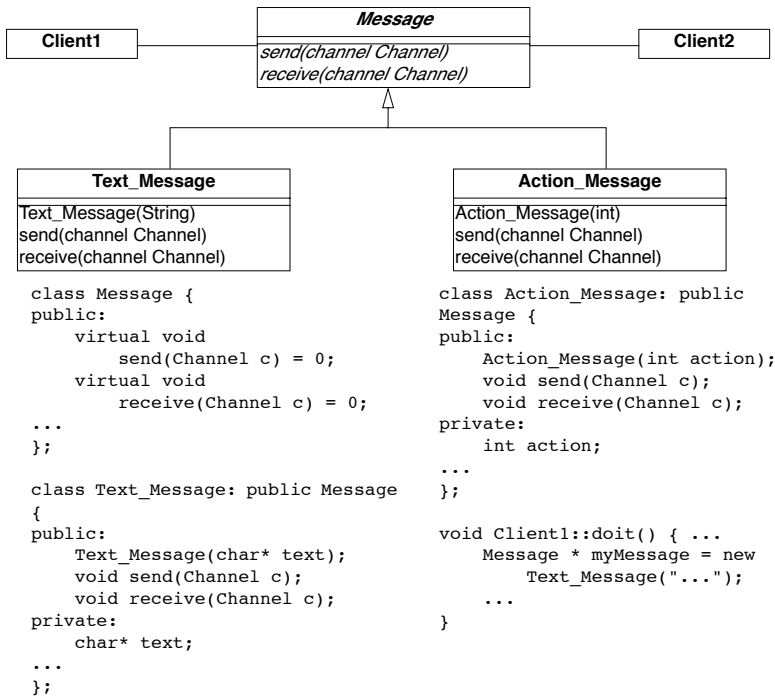 Message
Client1
Client2
send(channel Channel)
receive(channel Channel)
Text_Message
Text_Message(String)
send(channel Channel)
receive(channel Channel)
Action_Message
Action_Message(int)
send(channel Channel)
receive(channel Channel)
class Message {
public:
virtual void
send(Channel c) = 0;
virtual void
receive(Channel c) = 0;
...
};
class Text_Message: public Message
{
public:
Text_Message(char* text);
void send(Channel c);
void receive(Channel c);
private:
char* text;
...
};
class Action_Message: public
Message {
public:
Action_Message(int action);
void send(Channel c);
void receive(Channel c);
private:
int action;
...
};
void Client1::doit() { ...
Message * myMessage = new
Text_Message("...");
...
}